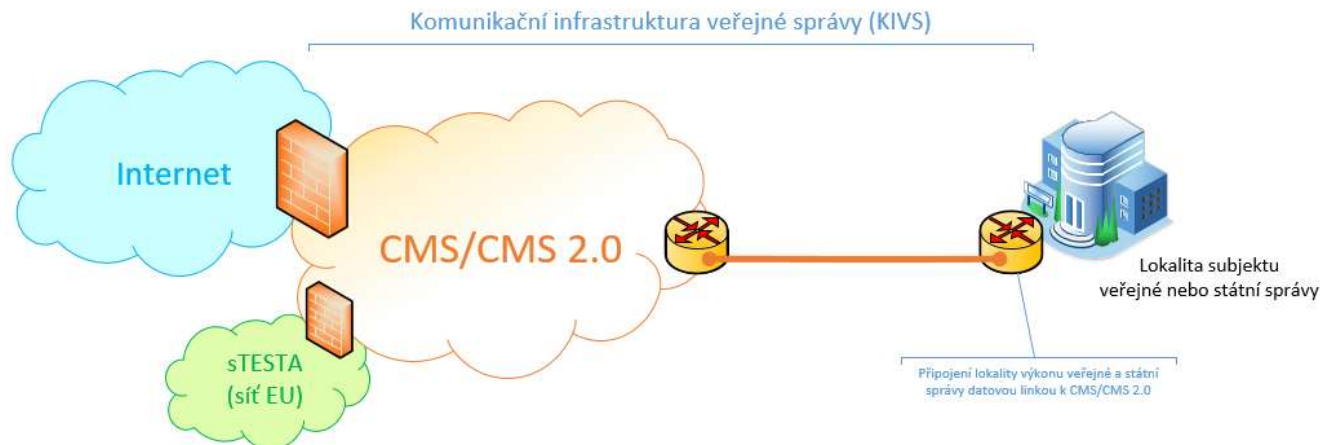 Komunikační infrastruktura veřejné správy (KIVS)
Internet
CMS/CMS 2.0
Lokalita subjektu
veřejné nebo státní správy
sTESTA
(síť EU)
Připojení lokality výkonu veřejné a státní
správy datovou linkou k CMS/CMS 2.0